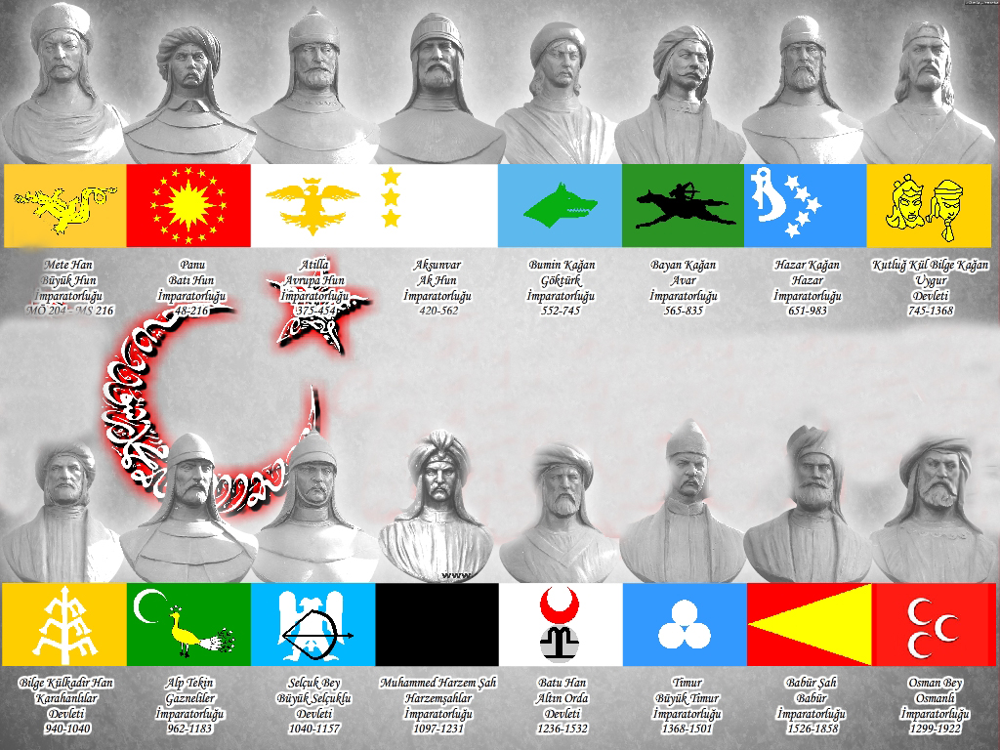 Mete Han
Büyük Hun
İmparatorluğu
MÖ 204 - MS 216
Panu
Batı Hun
İmparatorluğu
48-216
Atilla
Avrupa Hun
İmparatorluğu
375-454
Aksunvar
Ak Hun
İmparatorluğu
420-562
Bumin Kağan
Göktürk
İmparatorluğu
552-745
Bayan Kağan
Avar
İmparatorluğu
565-835
Hazar Kağan
Hazar
İmparatorluğu
651-983
Kutluğ Kül Bilge Kağan
Uygur
Devleti
745-1368
www
Bilge Külkadir Han
Karahanlılar
Devleti
940-1040
Alp Tekin
Gazneliler
İmparatorluğu
962-1183
Selçuk Bey
Büyük Selçuklu
Devleti
1040-1157
Muhammed Harzem Şah
Harzemşahlar
İmparatorluğu
1097-1231
Batu Han
Altın Orda
Devleti
1236-1532
Timur
Büyük Timur
İmparatorluğu
1368-1501
Babür Şah
Babür
İmparatorluğu
1526-1858
Osman Bey
Osmanlı
İmparatorluğu
1299-1922